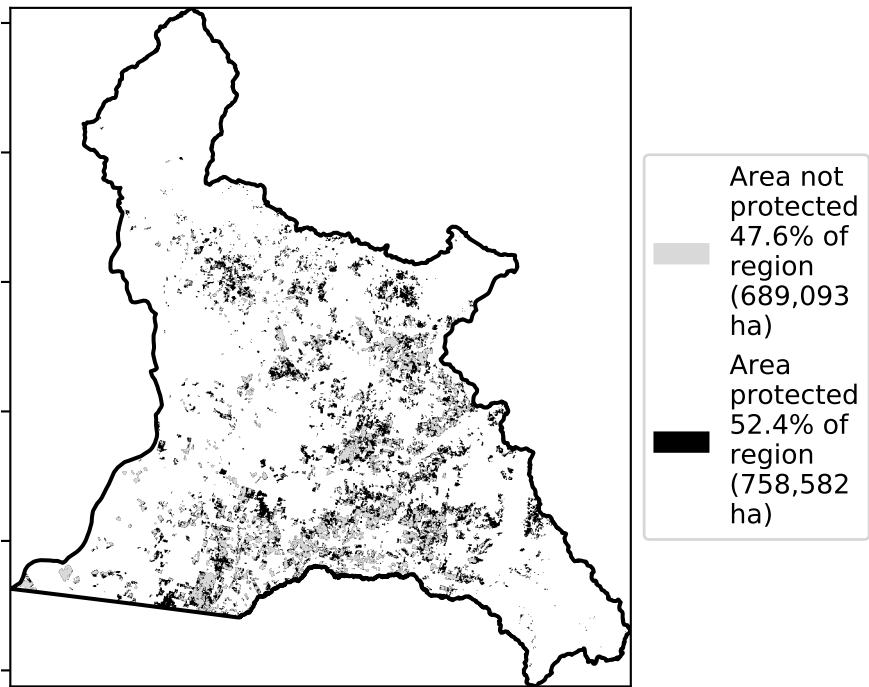 Area not
protected
47.6% of
region
(689,093
ha)
Area
protected
52.4% of
region
(758,582
ha)